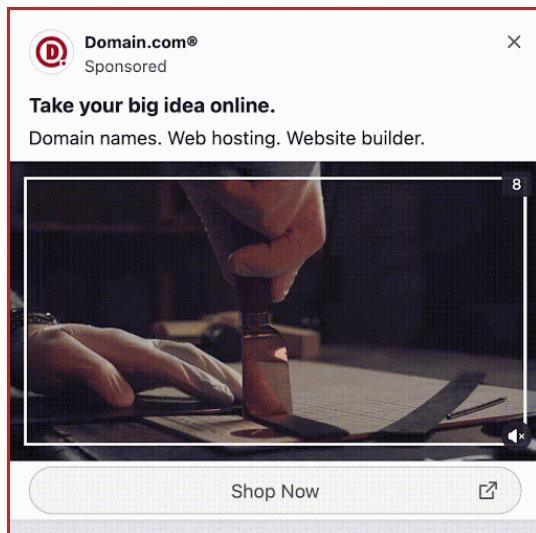 Domain.com®
Sponsored
Take your big idea online.
Domain names. Web hosting. Website builder.
8
Shop Now